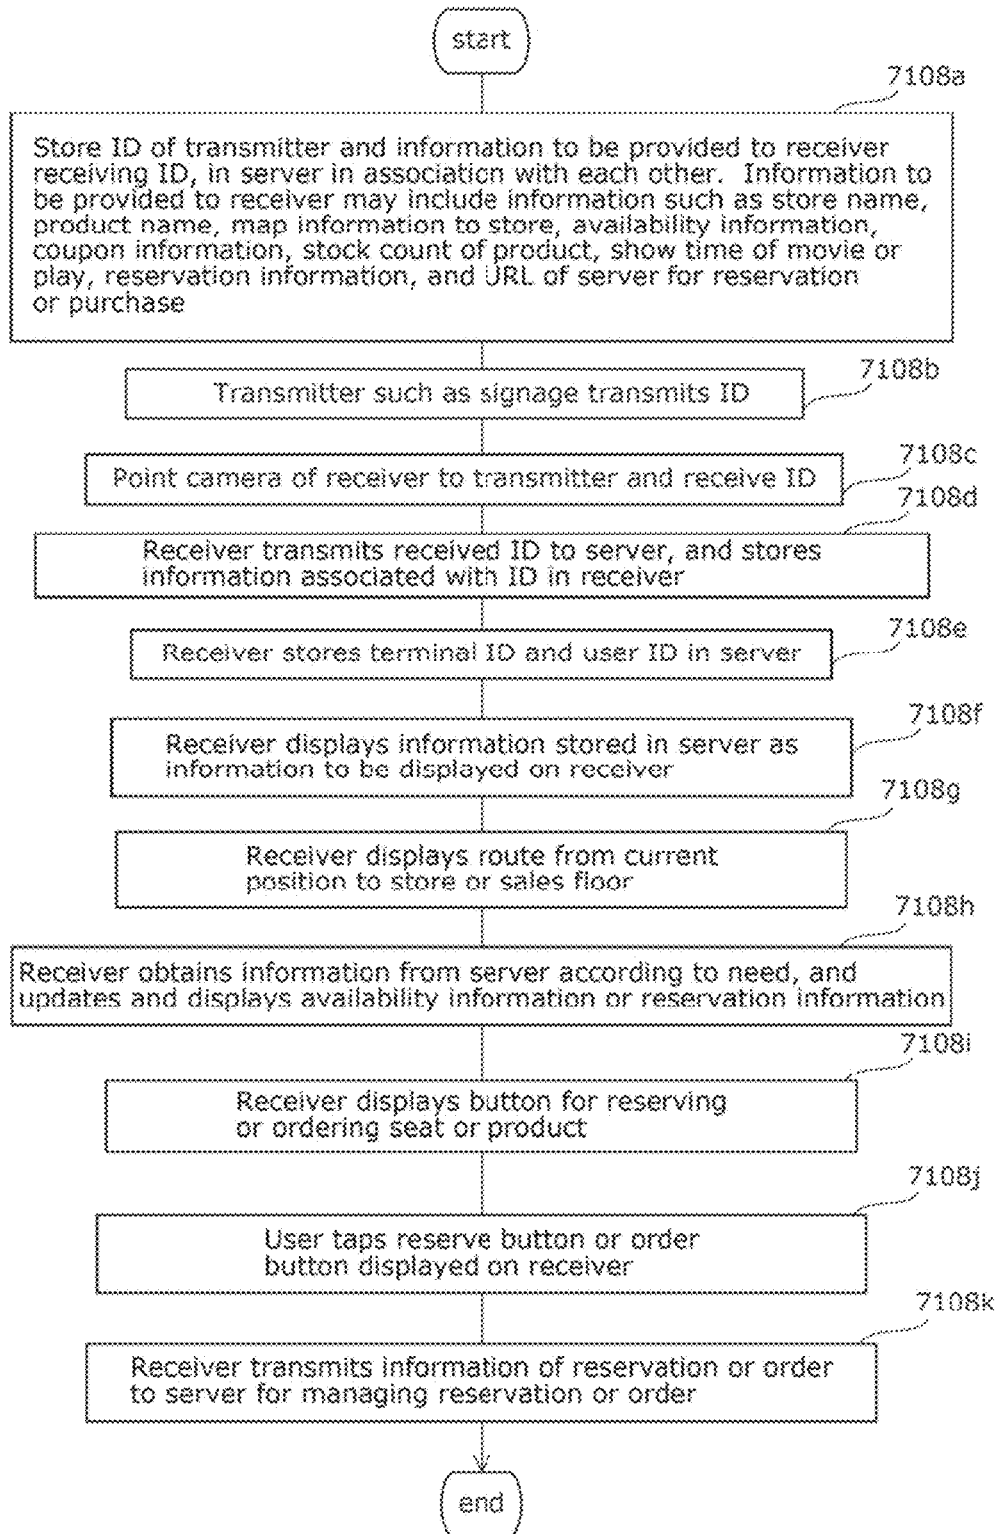 start
7108a
Store ID of transmitter and information to be provided to receiver
receiving ID, in server in association with each other.  Information to
be provided to receiver may include information such as store name,
product name, map information to store, availability information,
coupon information, stock count of product, show time of movie or
play, reservation information, and URL of server for reservation
or purchase
7108b
Transmitter such as signage transmits ID
7108c
Point camera of receiver to transmitter and receive ID
7108d
Receiver transmits received ID to server, and stores
information associated with ID in receiver
7108e
Receiver stores terminal ID and user ID in server
7108f
Receiver displays information stored in server as
information to be displayed on receiver
7108g
Receiver displays route from current
position to store or sales floor
7108h
Receiver obtains information from server according to need, and
updates and displays availability information or reservation information
7108i
Receiver displays button for reserving
or ordering seat or product
7108j
User taps reserve button or order
button displayed on receiver
7108k
Receiver transmits information of reservation or order
to server for managing reservation or order
end